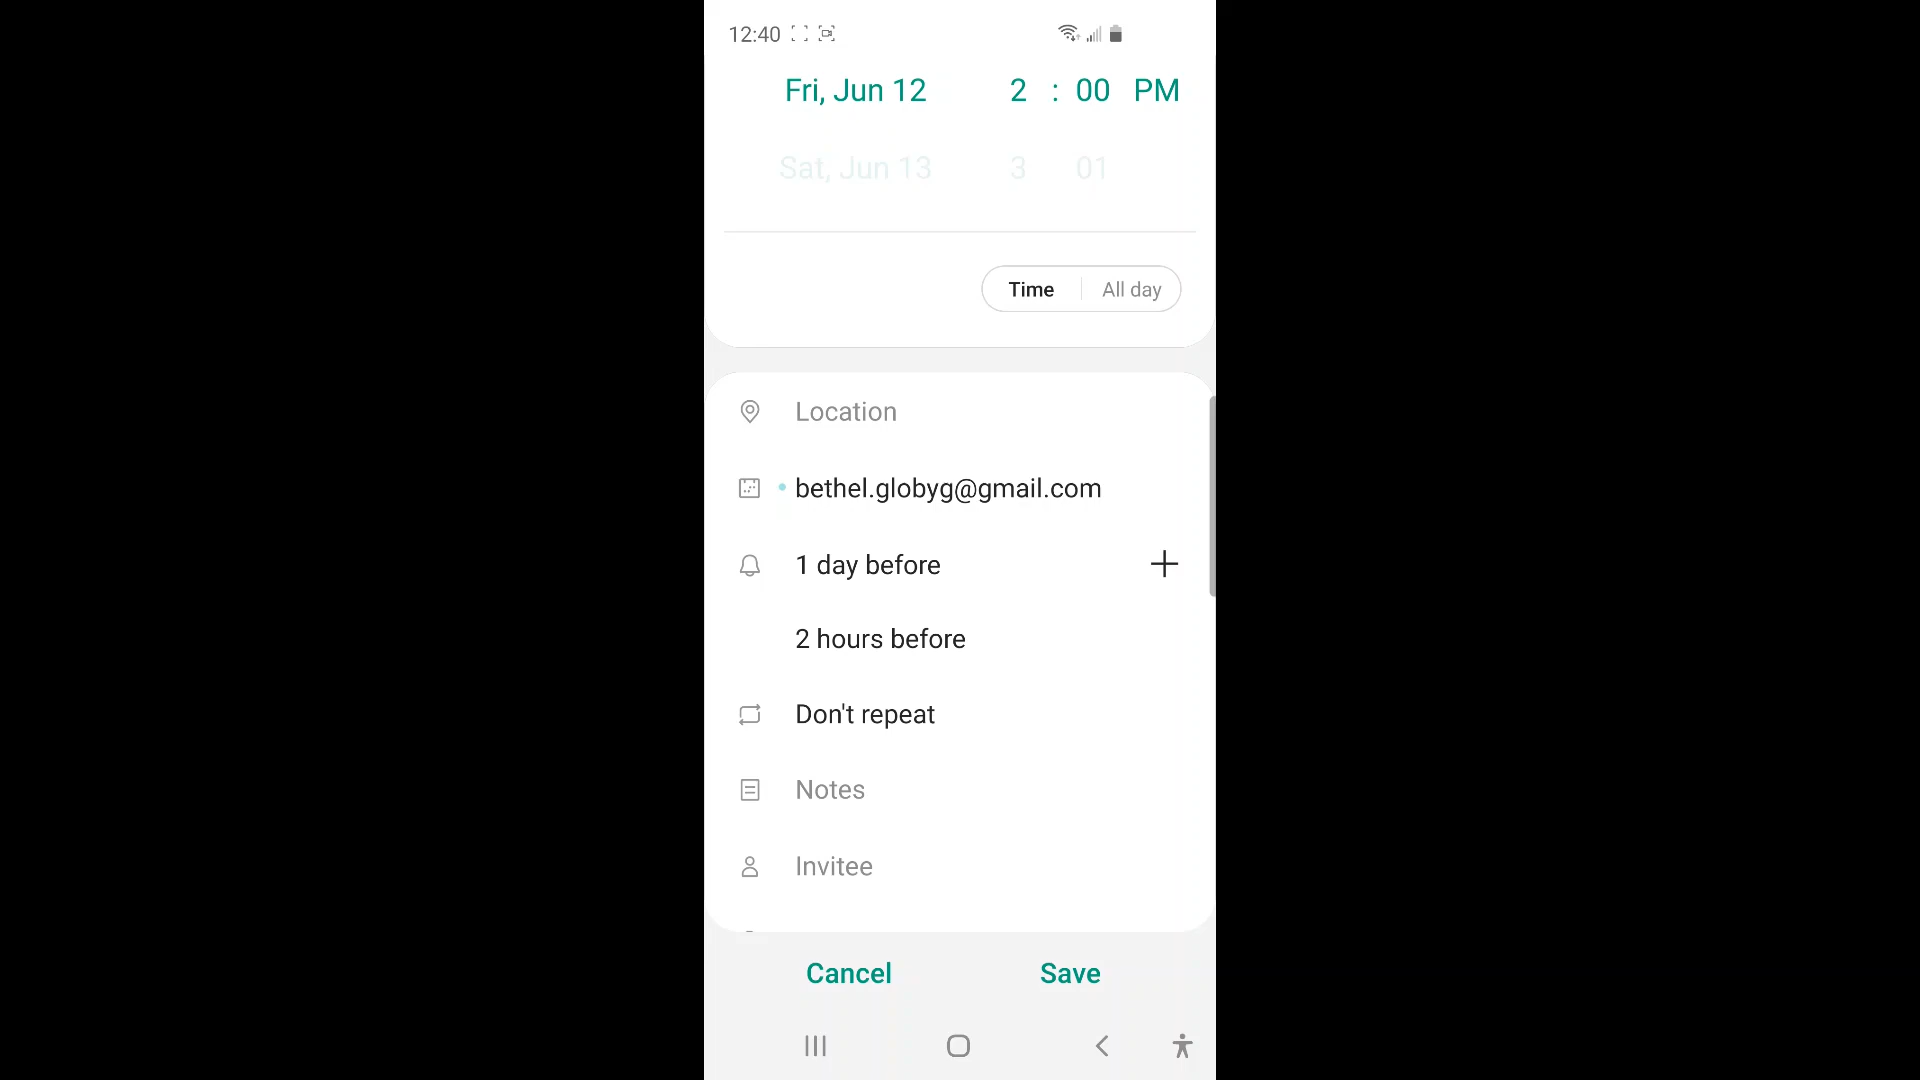 12:40
Fri, Jun 12 2 : 00 PM
Sat, Jun 13 3 01
Time All day
Location
bethel.globyg@gmail.com
1 day before
2 hours before
Don't repeat
Notes
Invitee
Cancel Save